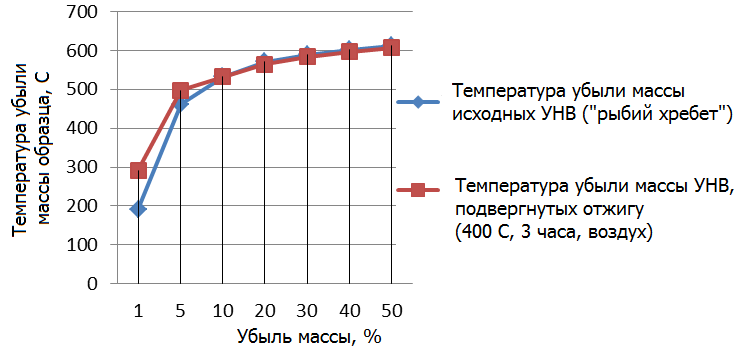 Температура убыли
массы образца, С
700
600
500
400
300
200
100
0
1 5 10 20 30 40 50
Убыль массы, %
Температура убыли массы
исходных УНВ ("рыбий хребет")
Температура убыли массы УНВ,
подвергнутых отжигу
(400 С, 3 часа, воздух)